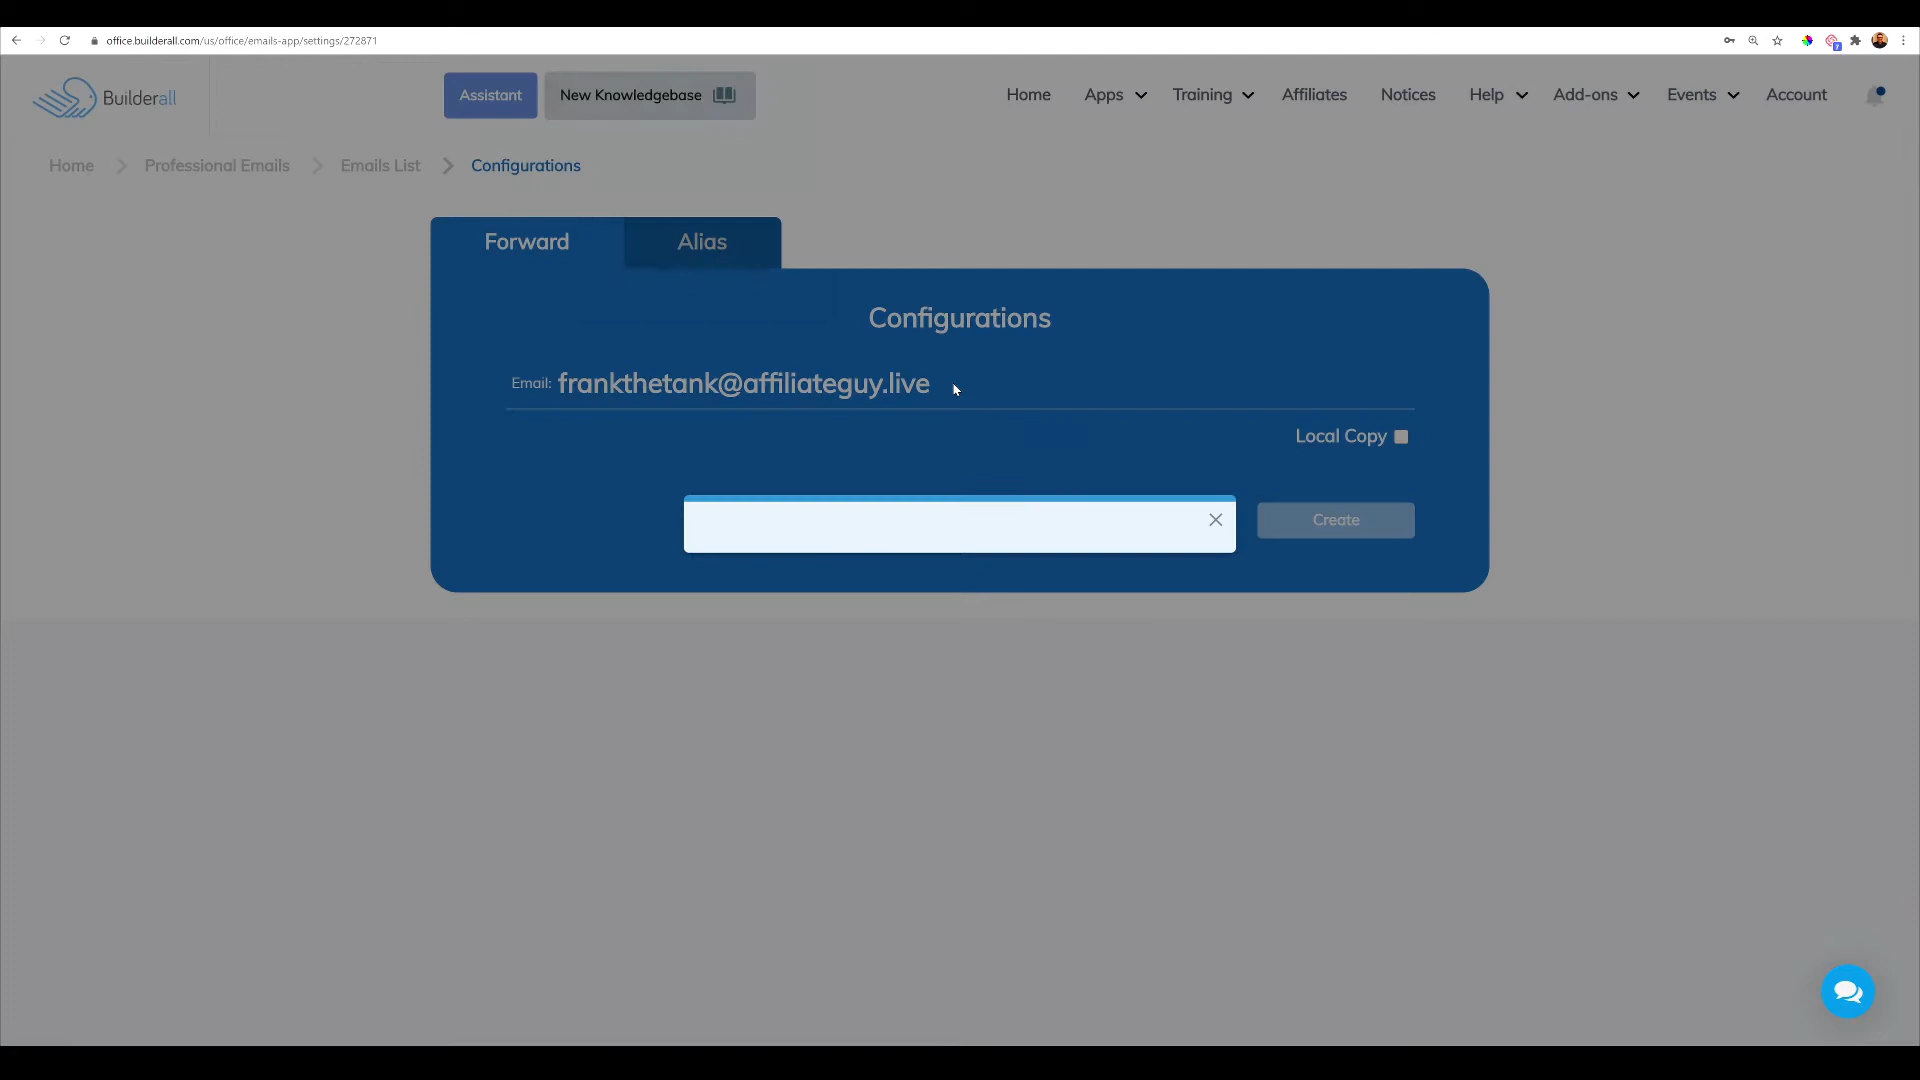 office.builderall.com/us/office/emails-app/settings/272871
Builderall
Assistant
New Knowledgebase
Home
Apps
Training
Affiliates
Notices
Help
Add-ons
Events
Account
Home
Professional Emails
Emails List
Configurations
Forward
Alias
Configurations
Email: frankthetank@affiliateguy.live
Local Copy
Create